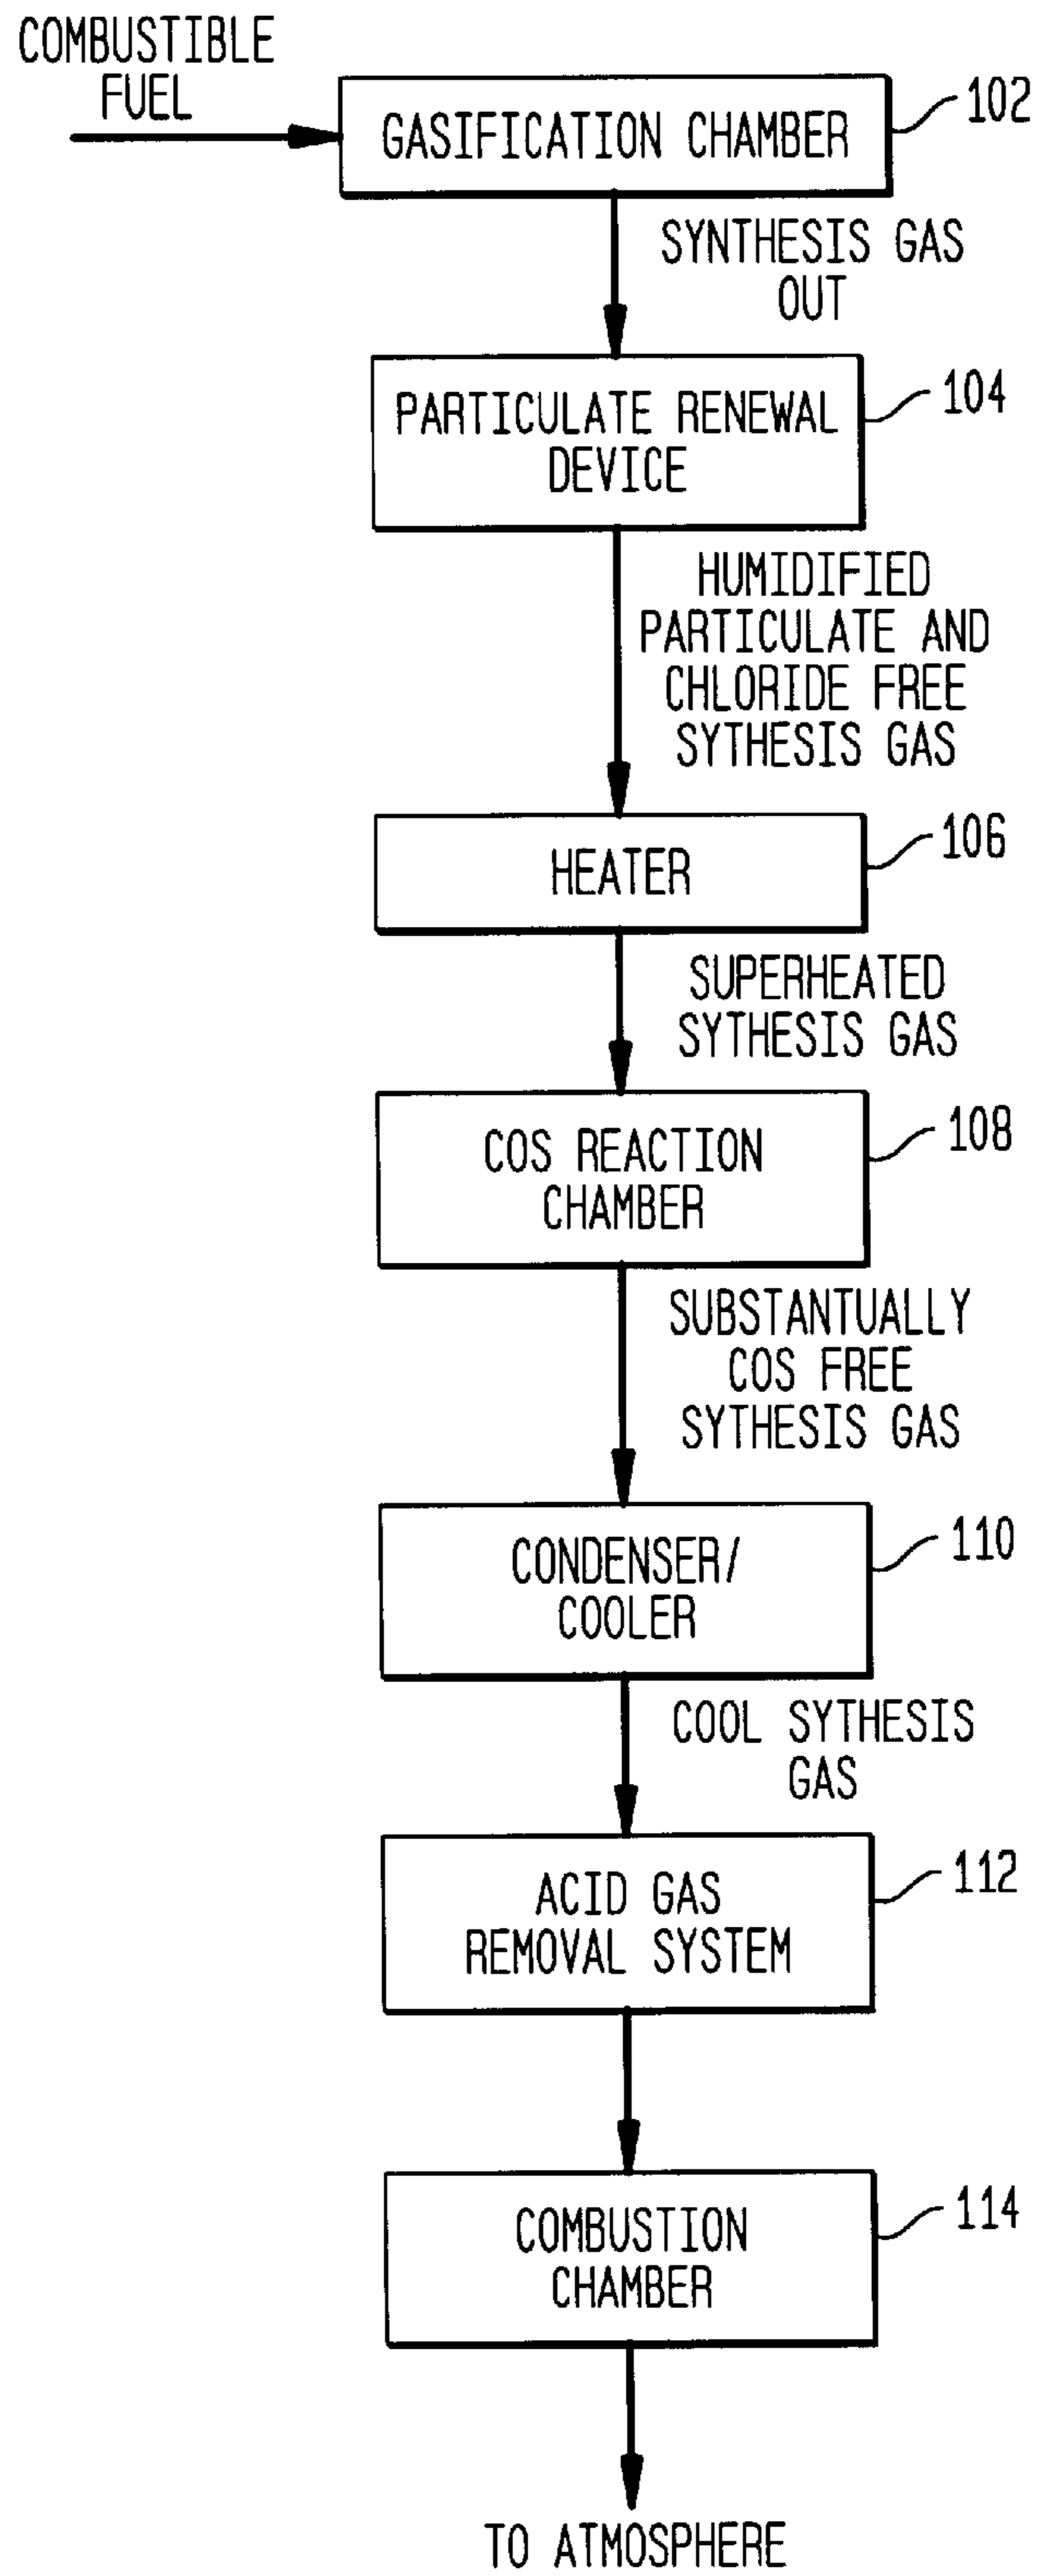 COMBUSTIBLE
FUEL
GASIFICATION CHAMBER
102
SYNTHESIS GAS
OUT
PARTICULATE RENEWAL
DEVICE
104
HUMIDIFIED
PARTICULATE AND
CHLORIDE FREE
SYTHESIS GAS
HEATER
106
SUPERHEATED
SYTHESIS GAS
COS REACTION
CHAMBER
108
SUBSTANTUALLY
COS FREE
SYTHESIS GAS
CONDENSER/
COOLER
110
COOL SYTHESIS
GAS
ACID GAS
REMOVAL SYSTEM
112
COMBUSTION
CHAMBER
114
TO ATMOSPHERE